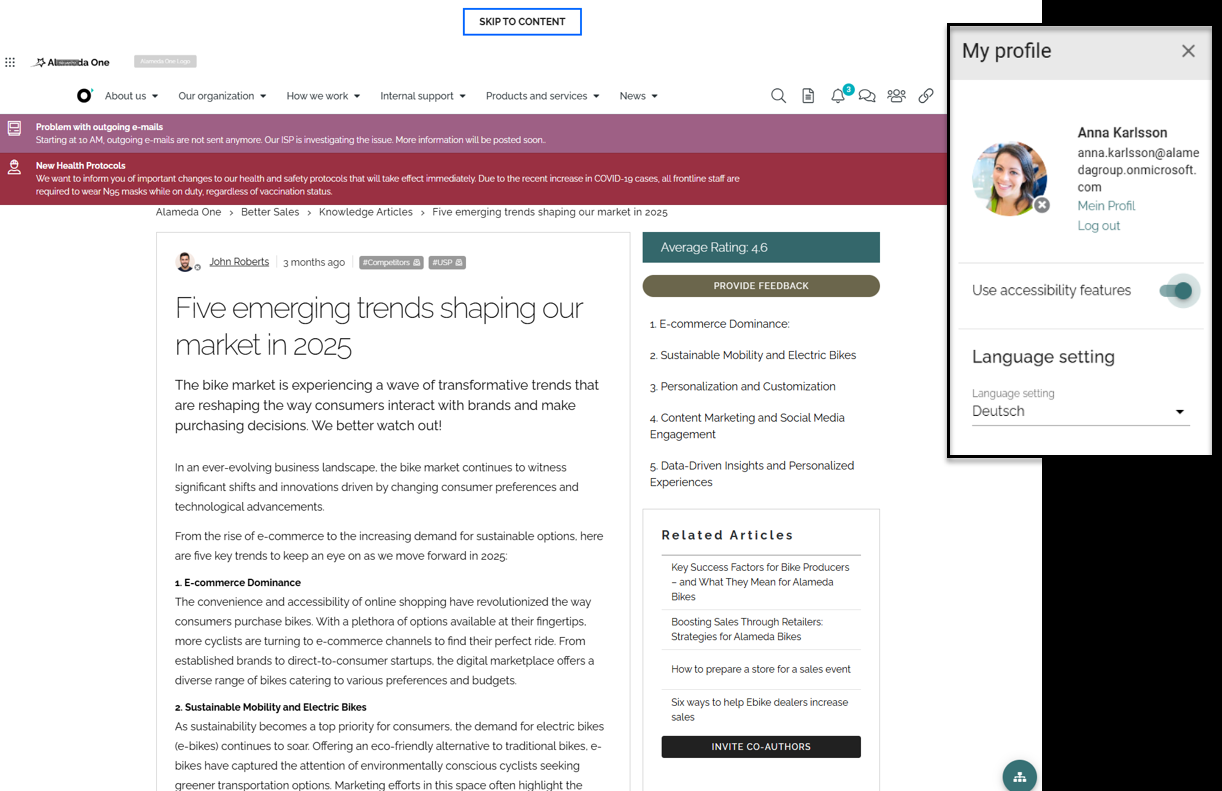 SKIP TO CONTENT
Alameda One
Alameda One Logo
About us
Our organization
How we work
Internal support
Products and services
News
3
Problem with outgoing e-mails
Starting at 10 AM, outgoing e-mails are not sent anymore. Our ISP is investigating the issue. More information will be posted soon..
New Health Protocols
We want to inform you of important changes to our health and safety protocols that will take effect immediately. Due to the recent increase in COVID-19 cases, all frontline staff are
required to wear N95 masks while on duty, regardless of vaccination status.
Alameda One > Better Sales > Knowledge Articles > Five emerging trends shaping our market in 2025
John Roberts
3 months ago
#Competitors
#USP
Five emerging trends shaping our
market in 2025
The bike market is experiencing a wave of transformative trends that
are reshaping the way consumers interact with brands and make
purchasing decisions. We better watch out!
In an ever-evolving business landscape, the bike market continues to witness
significant shifts and innovations driven by changing consumer preferences and
technological advancements.
From the rise of e-commerce to the increasing demand for sustainable options, here
are five key trends to keep an eye on as we move forward in 2025:
1. E-commerce Dominance
The convenience and accessibility of online shopping have revolutionized the way
consumers purchase bikes. With a plethora of options available at their fingertips,
more cyclists are turning to e-commerce channels to find their perfect ride. From
established brands to direct-to-consumer startups, the digital marketplace offers a
diverse range of bikes catering to various preferences and budgets.
2. Sustainable Mobility and Electric Bikes
As sustainability becomes a top priority for consumers, the demand for electric bikes
(e-bikes) continues to soar. Offering an eco-friendly alternative to traditional bikes, e-
bikes have captured the attention of environmentally conscious cyclists seeking
greener transportation options. Marketing efforts in this space often highlight the
Average Rating: 4.6
PROVIDE FEEDBACK
1. E-commerce Dominance:
2. Sustainable Mobility and Electric Bikes
3. Personalization and Customization
4. Content Marketing and Social Media
Engagement
5. Data-Driven Insights and Personalized
Experiences
Related Articles
Key Success Factors for Bike Producers
– and What They Mean for Alameda
Bikes
Boosting Sales Through Retailers:
Strategies for Alameda Bikes
How to prepare a store for a sales event
Six ways to help Ebike dealers increase
sales
INVITE CO-AUTHORS
My profile
Anna Karlsson
anna.karlsson@alame
dagroup.onmicrosoft.
com
Mein Profil
Log out
Use accessibility features
Language setting
Language setting
Deutsch